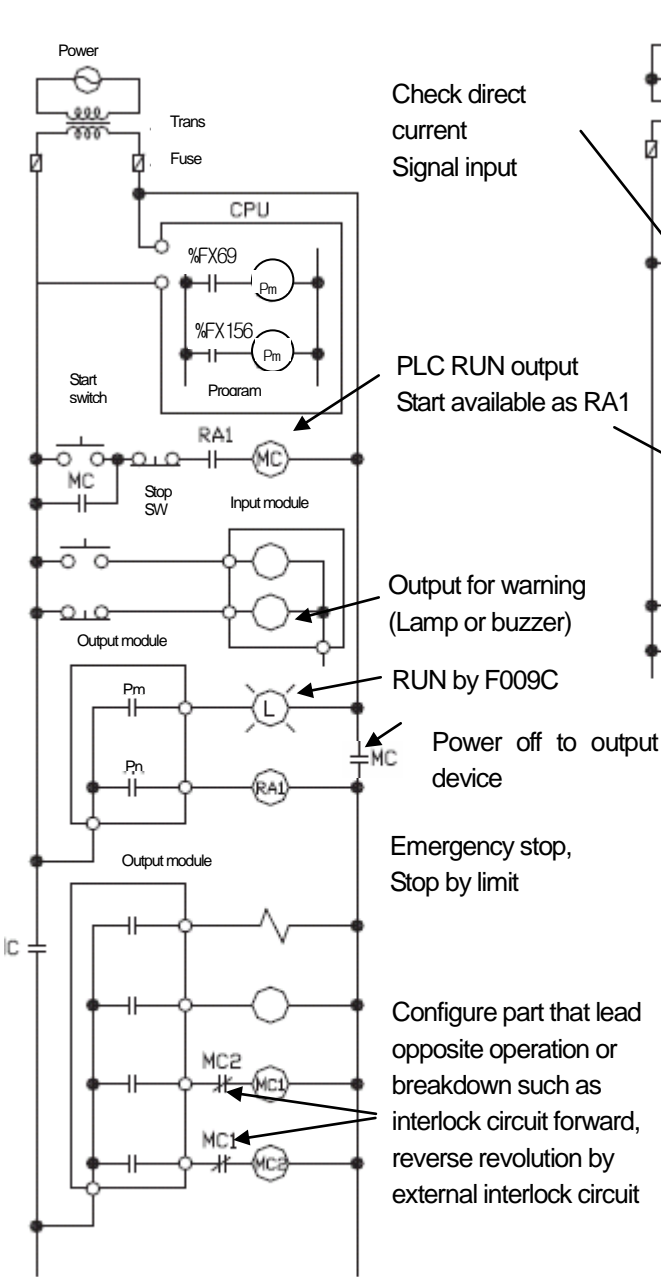 Power
Trans
Fuse
Check direct
current
Signal input
CPU
%FX69
Pm
%FX156
Pm
Program
PLC RUN output
Start available as RA1
Start
switch
RA1
MC
MC
Stop
SW
Input module
Output for warning
(Lamp or buzzer)
Output module
RUN by F009C
Pm
L
Power off to output
device
MC
Pn
RA1
Emergency stop,
Stop by limit
Output module
C
Configure part that lead
opposite operation or
breakdown such as
interlock circuit forward,
reverse revolution by
external interlock circuit
MC2
MC1
MC1
MC2